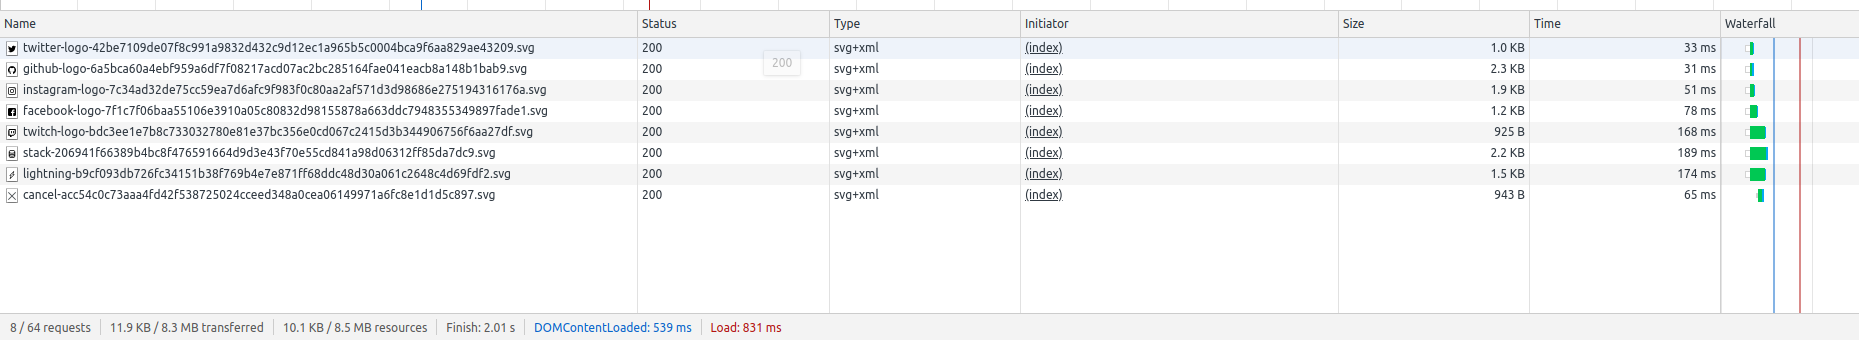 Name Status Type Initiator Size Time Waterfall
twitter-logo-42be7109de07f8c991a9832d432c9d12ec1a965b5c0004bca9f6aa829ae43209.svg 200 svg+xml (index) 1.0 KB 33 ms
github-logo-6a5bca60a4ebf959a6df7f08217acd07ac2bc285164fae041eacb8a148b1bab9.svg 200 svg+xml (index) 2.3 KB 31 ms
200
instagram-logo-7c34ad32de75cc59ea7d6afc9f983f0c80aa2af571d3d98686e275194316176a.svg 200 svg+xml (index) 1.9 KB 51 ms
facebook-logo-7f1c7f06baa55106e3910a05c80832d98155878a663ddc7948355349897fade1.svg 200 svg+xml (index) 1.2 KB 78 ms
twitch-logo-bdc3ee1e7b8c733032780e81e37bc356e0cd067c2415d3b344906756f6aa27df.svg 200 svg+xml (index) 925 B 168 ms
stack-206941f66389b4bc8f476591664d9d3e43f70e55cd841a98d06312ff85da7dc9.svg 200 svg+xml (index) 2.2 KB 189 ms
lightning-b9cf093db726fc34151b38f769b4e7e871ff68ddc48d30a061c2648c4d69fdf2.svg 200 svg+xml (index) 1.5 KB 174 ms
cancel-acc54c0c73aaa4fd42f538725024cceed348a0cea06149971a6fc8e1d1d5c897.svg 200 svg+xml (index) 943 B 65 ms
8 / 64 requests 11.9 KB / 8.3 MB transferred 10.1 KB / 8.5 MB resources Finish: 2.01 s DOMContentLoaded: 539 ms Load: 831 ms